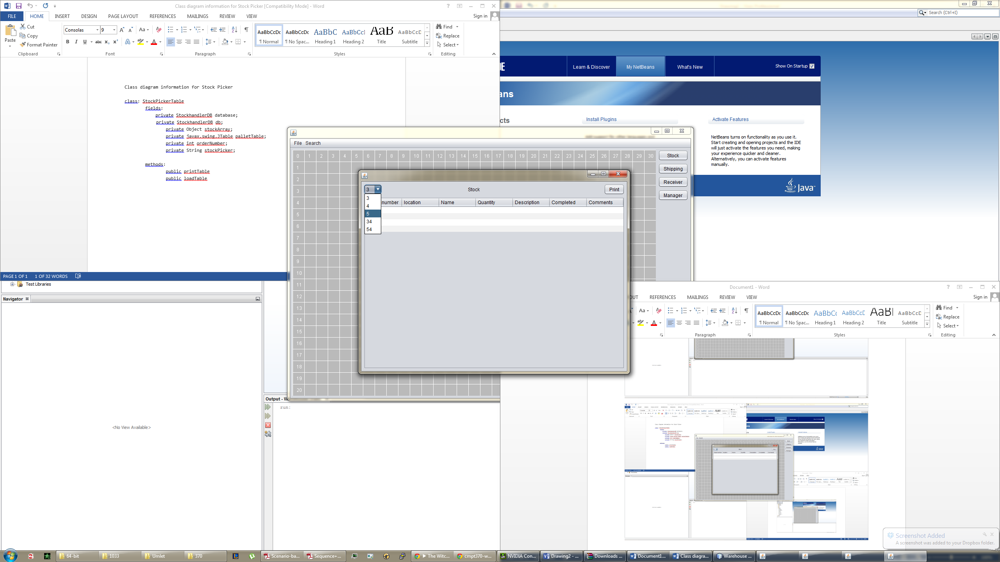 Class diagram information for Stock Picker [Compatibility Mode] - Word
FILE HOME INSERT DESIGN PAGE LAYOUT REFERENCES MAILINGS REVIEW VIEW Sign in
Search (Ctrl+I)
Paste
Cut
Copy
Format Painter
Clipboard
Consolas 9
Font
Paragraph
AaBbCcDc AaBbCcDc AaBbC AaBbCcI AaB AaBbCcD
¶ Normal ¶ No Spac... Heading 1 Heading 2 Title Subtitle
Styles
Find
Replace
Select
Editing
Class diagram information for Stock Picker
class: StockPickerTable
fields:
private StockhandlerDB database;
private StockhandlerDB db;
private Object stockArray;
private javax.swing.JTable palletTable;
private int orderNumber;
private String stockPicker;
methods:
public printTable
public loadTable
PAGE 1 OF 1 1 OF 32 WORDS
DE
Learn & Discover My NetBeans What's New Show On Startup
ans
cts
Install Plugins
Activate Features
NetBeans turns on functionality as you use it.
Start creating and opening projects and the IDE
will just activate the features you need, making
your experience quicker and cleaner.
Alternatively, you can activate features
manually.
Java
File Search
0 1 2 3 4 5 6 7 8 9 10 11 12 13 14 15 16 17 18 19 20 21 22 23 24 25 26 27 28 29 30
1
2
3
4
5
6
7
8
9
10
11
12
13
14
15
16
17
18
19
20
Stock
Shipping
Receiver
Manager
3
Stock
Print
number location Name Quantity Description Completed Comments
3
4
5
34
54
Test Libraries
Navigator
<No View Available>
Output - W
run:
Document1 - Word
OUT REFERENCES MAILINGS REVIEW VIEW Sign in
AaBbCcDc AaBbCcDc AaBbCc AaBbCcD AaBl AaBbCcD
¶ Normal ¶ No Spac... Heading 1 Heading 2 Title Subtitle
Paragraph
Styles
Find
Replace
Select
Editing
Screenshot Added
A screenshot was added to your Dropbox folder.
64-bit 1033 Umlet 370 Scenario-ba... Sequence+... The Witc... cmpt370-w... NVIDIA Con... Drawing2 - ... Downloads ... Document1... Class diagra... Warehouse ...